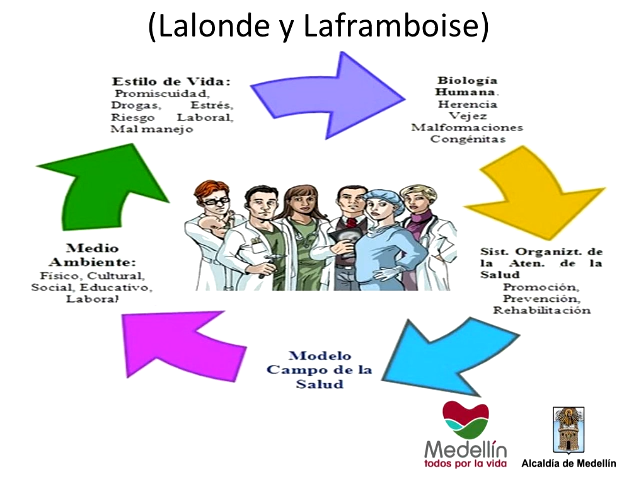 (Lalonde y Laframboise)
Estilo de Vida:
Promiscuidad,
Drogas, Estrés,
Riesgo Laboral,
Mal manejo
Biología
Humana.
Herencia
Vejez
Malformaciones
Congénitas
Medio
Ambiente:
Físico, Cultural,
Social, Educativo,
Laboral
Sist. Organizt. de
la Aten. de la
Salud
Promoción,
Prevención,
Rehabilitación
Modelo
Campo de la
Salud
Medellín
todos por la vida
Alcaldía de Medellín